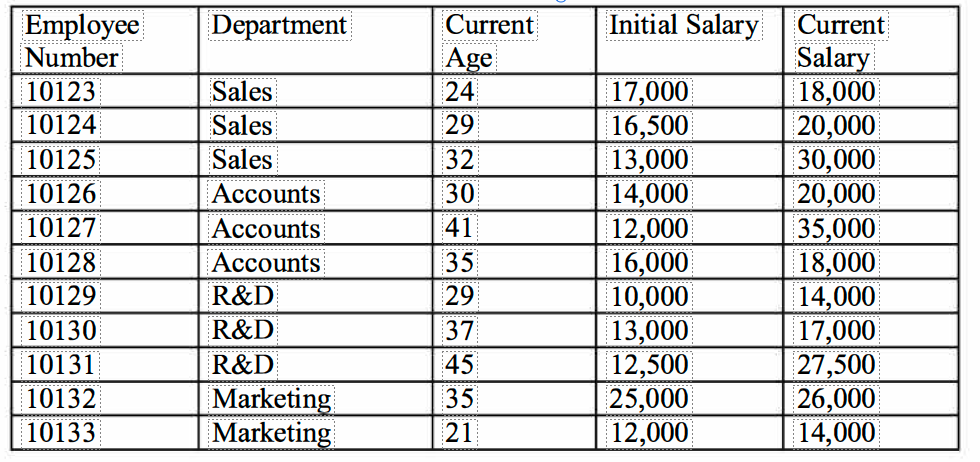 Employee Number Department Current Age Initial Salary Current Salary
10123 Sales 24 17,000 18,000
10124 Sales 29 16,500 20,000
10125 Sales 32 13,000 30,000
10126 Accounts 30 14,000 20,000
10127 Accounts 41 12,000 35,000
10128 Accounts 35 16,000 18,000
10129 R&D 29 10,000 14,000
10130 R&D 37 13,000 17,000
10131 R&D 45 12,500 27,500
10132 Marketing 35 25,000 26,000
10133 Marketing 21 12,000 14,000